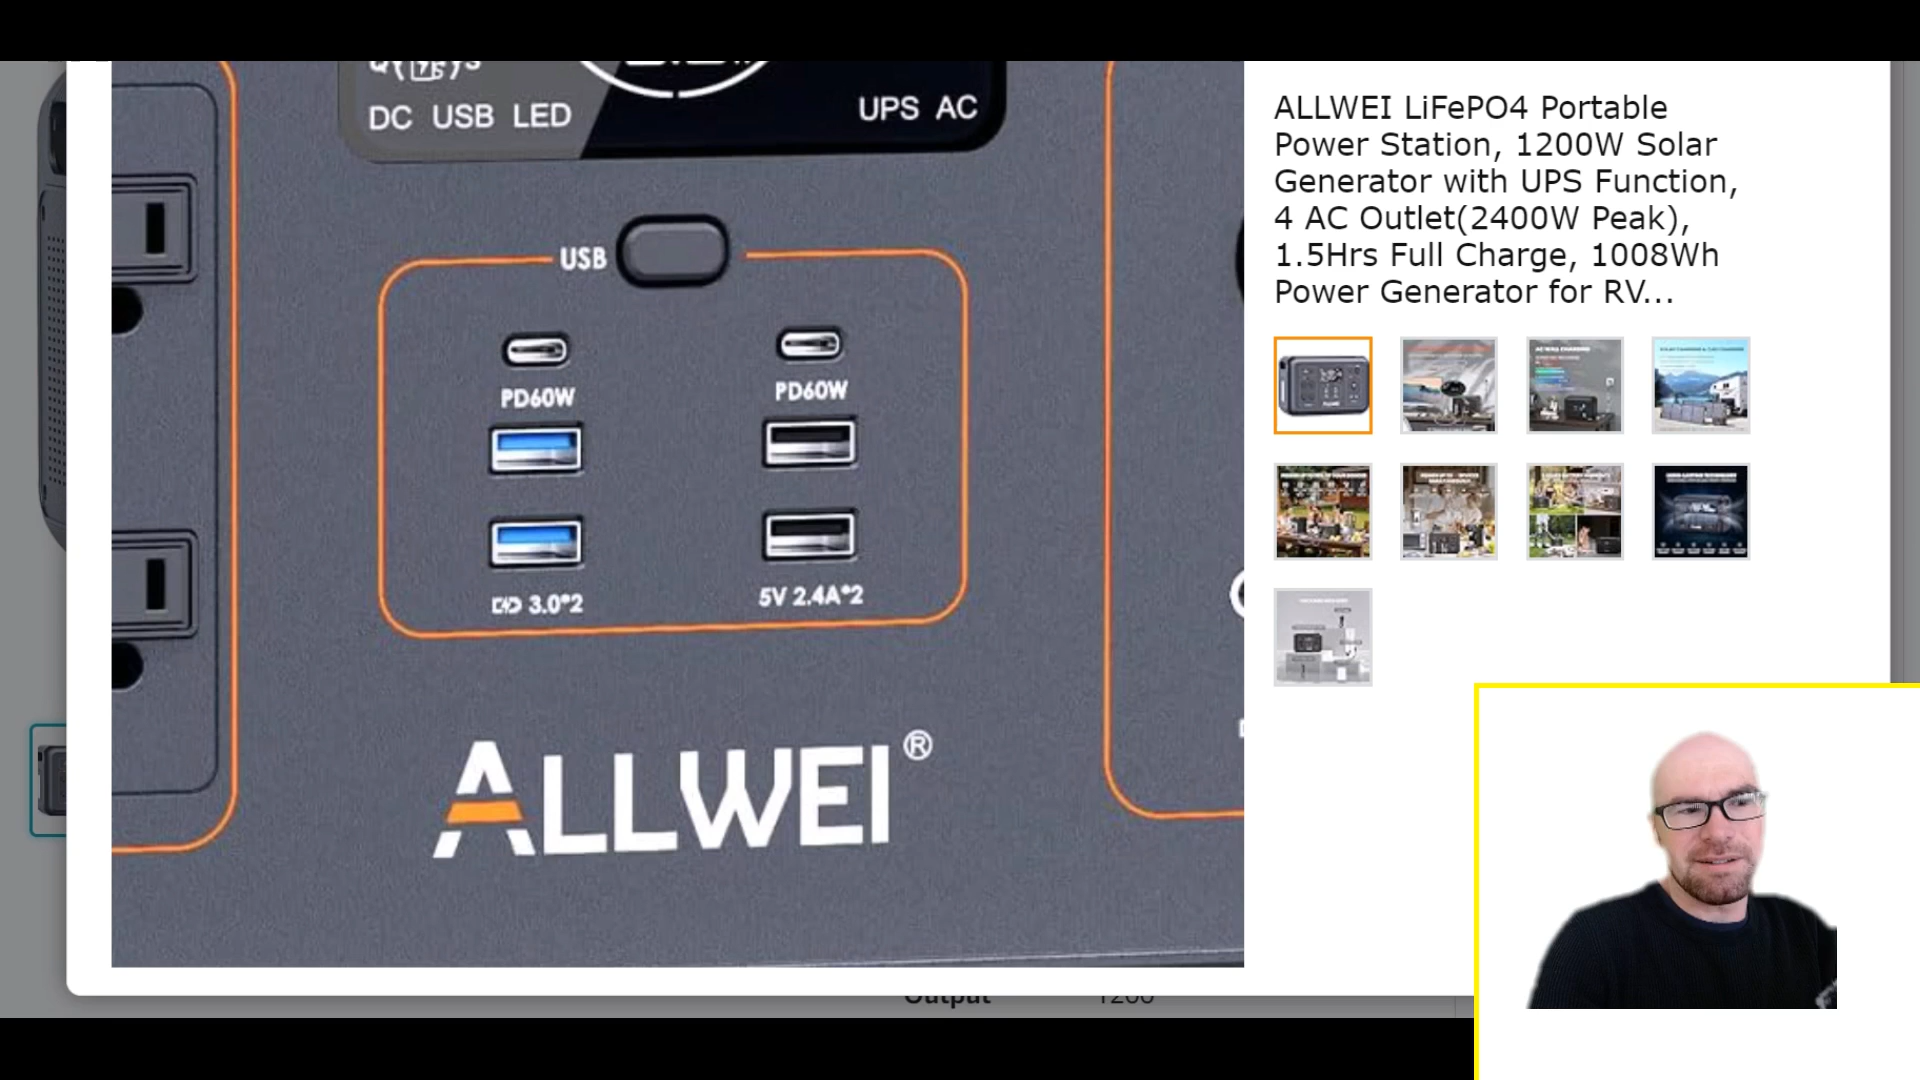 DC USB LED
UPS AC
USB
PD60W
PD60W
3.0*2
5V 2.4A*2
ALLWEI®
ALLWEI LiFePO4 Portable
Power Station, 1200W Solar
Generator with UPS Function,
4 AC Outlet(2400W Peak),
1.5Hrs Full Charge, 1008Wh
Power Generator for RV...
Output 1200